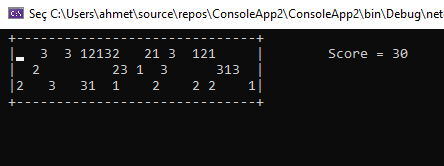 Seç C:\Users\ahmet\source\repos\ConsoleApp2\ConsoleApp2\bin\Debug\net
+------------------------------+
|_  3  3 12132   21 3  121     |        Score = 30
|  2         23 1  3      313  |
|2   3   31  1    2    2 2    1|
+------------------------------+